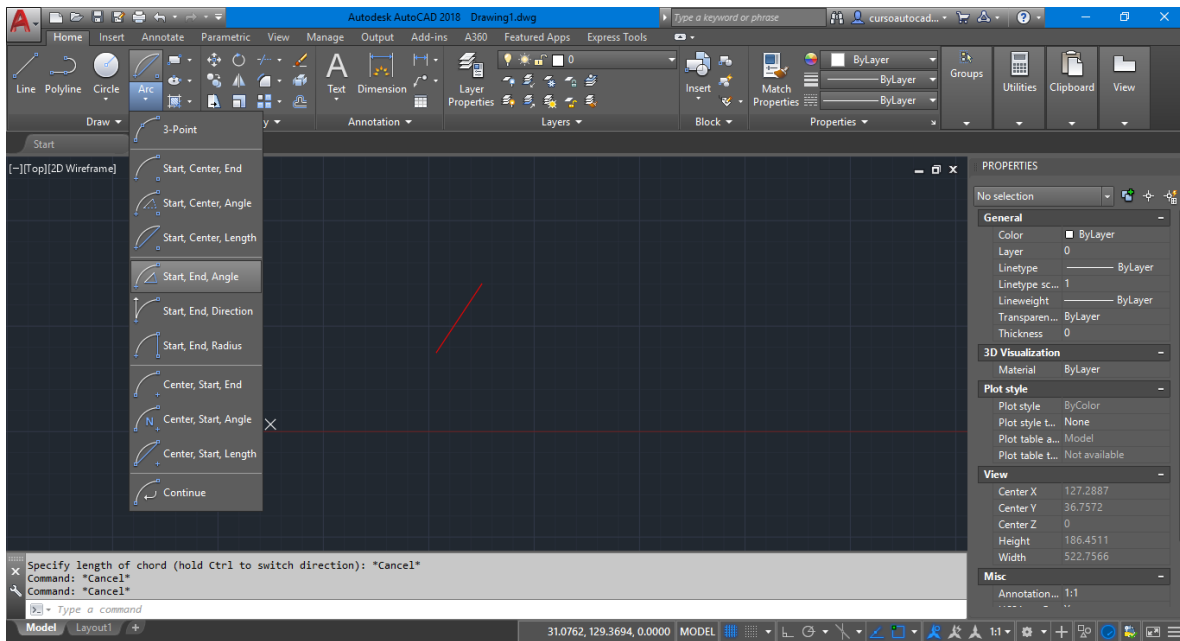 A
Autodesk AutoCAD 2018 Drawing1.dwg
Type a keyword or phrase
cursoautocad...
Home Insert Annotate Parametric View Manage Output Add-ins A360 Featured Apps Express Tools
Line Polyline Circle Arc
A
Text Dimension
Layer
Properties
0
Insert
Match
Properties
ByLayer
ByLayer
ByLayer
Groups
Utilities Clipboard View
Draw
y
Annotation
Layers
Block
Properties
Start
[−][Top][2D Wireframe]
3-Point
Start, Center, End
Start, Center, Angle
Start, Center, Length
Start, End, Angle
Start, End, Direction
Start, End, Radius
Center, Start, End
N Center, Start, Angle
Center, Start, Length
Continue
PROPERTIES
No selection
General
Color ByLayer
Layer 0
Linetype ByLayer
Linetype sc... 1
Lineweight ByLayer
Transparen... ByLayer
Thickness 0
3D Visualization
Material ByLayer
Plot style
Plot style ByColor
Plot style t... None
Plot table a... Model
Plot table t... Not available
View
Center X 127.2887
Center Y 36.7572
Center Z 0
Height 186.4511
Width 522.7566
Misc
Annotation... 1:1
Specify length of chord (hold Ctrl to switch direction): *Cancel*
Command: *Cancel*
Command: *Cancel*
Type a command
Model Layout1 +
31.0762, 129.3694, 0.0000 MODEL
1:1